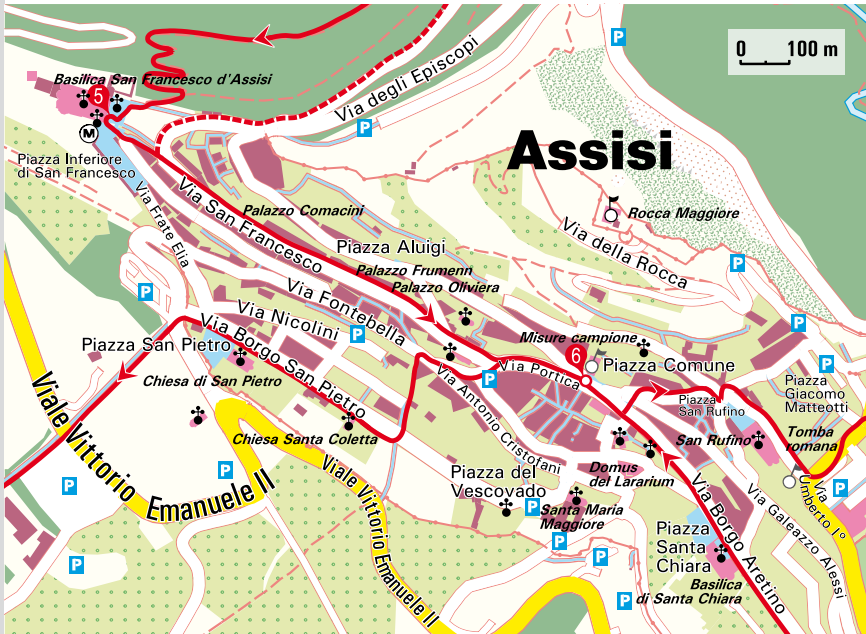 0 100 m
P
Basilica San Francesco d'Assisi
5
M
Piazza Inferiore
di San Francesco
Via degli Episcopi
P
Assisi
Via Frate Elia
Via San Francesco
Palazzo Comacini
Rocca Maggiore
Via della Rocca
Piazza Aluigi
Palazzo Frumenn
Palazzo Oliviera
P
P
Via Fontebella
Via Nicolini
P
Via Borgo San Pietro
Piazza San Pietro
Chiesa di San Pietro
Chiesa Santa Coletta
Misure campione
6
Piazza Comune
Via Portica
P
P
P
Via Antonio Cristofani
Piazza
San Rufino
Piazza
Giacomo
Matteotti
San Rufino
Tomba
romana
Via
Umberto I°
Via Galeazzo Alessi
Domus
del Lararium
Piazza del
Vescovado
P
Santa Maria
Maggiore
P
P
P
Via Borgo Aretino
Piazza
Santa
Chiara
Basilica
di Santa Chiara
Viale Vittorio Emanuele II
P
P
P
Viale Vittorio Emanuele II